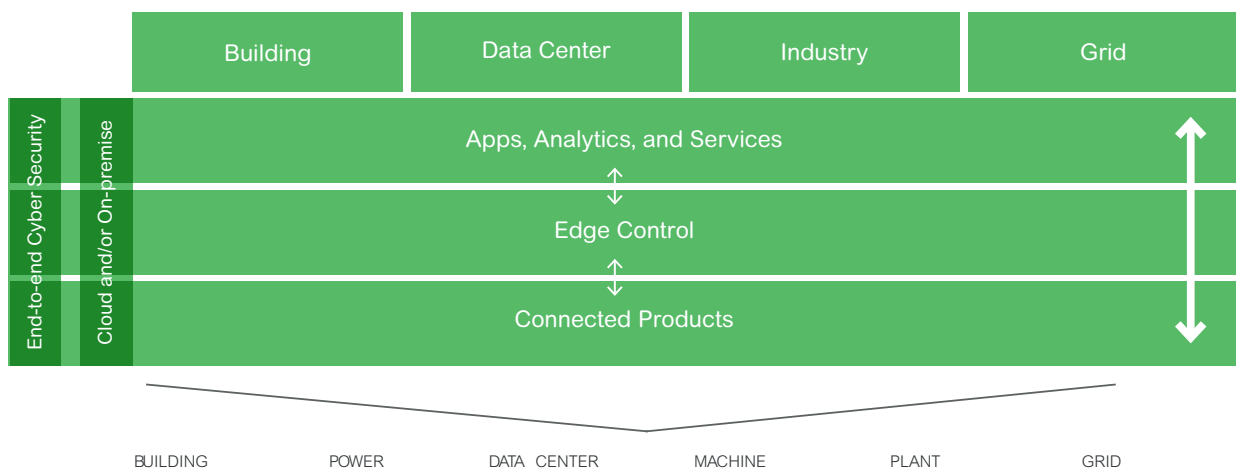 Building
Data Center
Industry
Grid
End-to-end Cyber Security
Cloud and/or On-premise
Apps, Analytics, and Services
Edge Control
Connected Products
BUILDING
POWER
DATA CENTER
MACHINE
PLANT
GRID